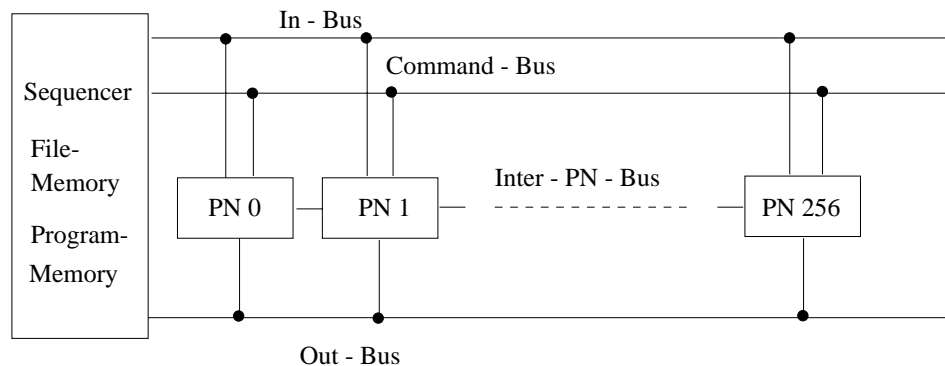 In - Bus
Command - Bus
Sequencer
File-
Memory
Program-
Memory
PN 0
PN 1
Inter - PN - Bus
PN 256
Out - Bus